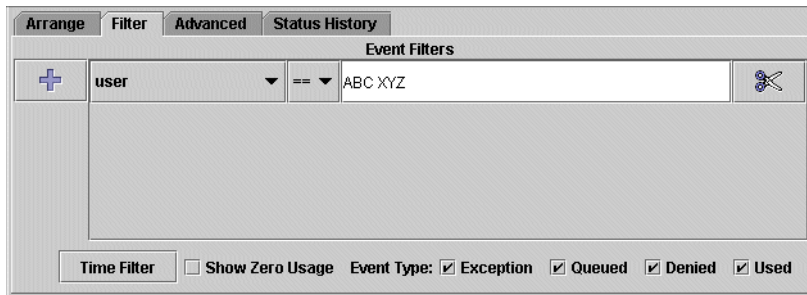 Arrange Filter Advanced Status History
Event Filters
user == ABC XYZ
Time Filter Show Zero Usage Event Type: Exception Queued Denied Used